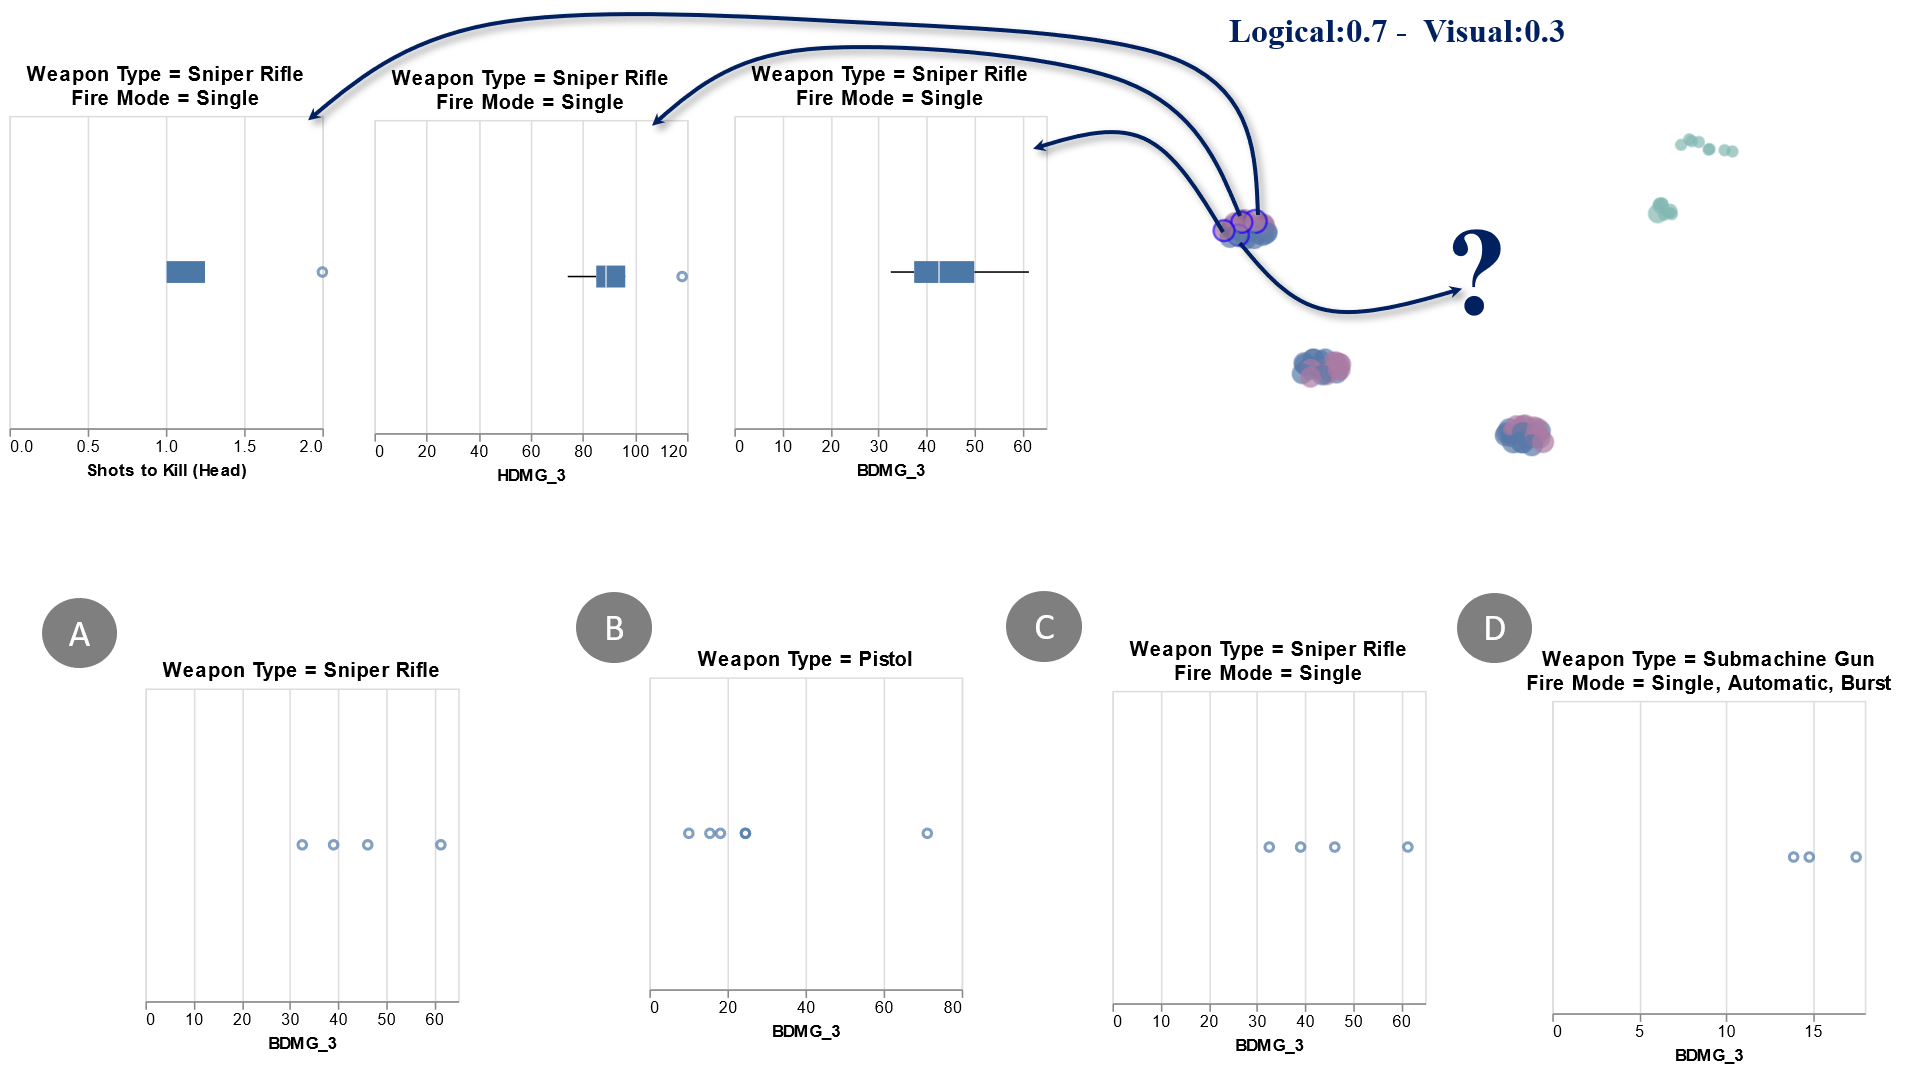 Logical:0.7 - Visual:0.3
Weapon Type = Sniper Rifle
Fire Mode = Single
0.0 0.5 1.0 1.5 2.0
Shots to Kill (Head)
Weapon Type = Sniper Rifle
Fire Mode = Single
0 20 40 60 80 100 120
HDMG_3
Weapon Type = Sniper Rifle
Fire Mode = Single
0 10 20 30 40 50 60
BDMG_3
?
A
Weapon Type = Sniper Rifle
0 10 20 30 40 50 60
BDMG_3
B
Weapon Type = Pistol
0 20 40 60 80
BDMG_3
C
Weapon Type = Sniper Rifle
Fire Mode = Single
0 10 20 30 40 50 60
BDMG_3
D
Weapon Type = Submachine Gun
Fire Mode = Single, Automatic, Burst
0 5 10 15
BDMG_3